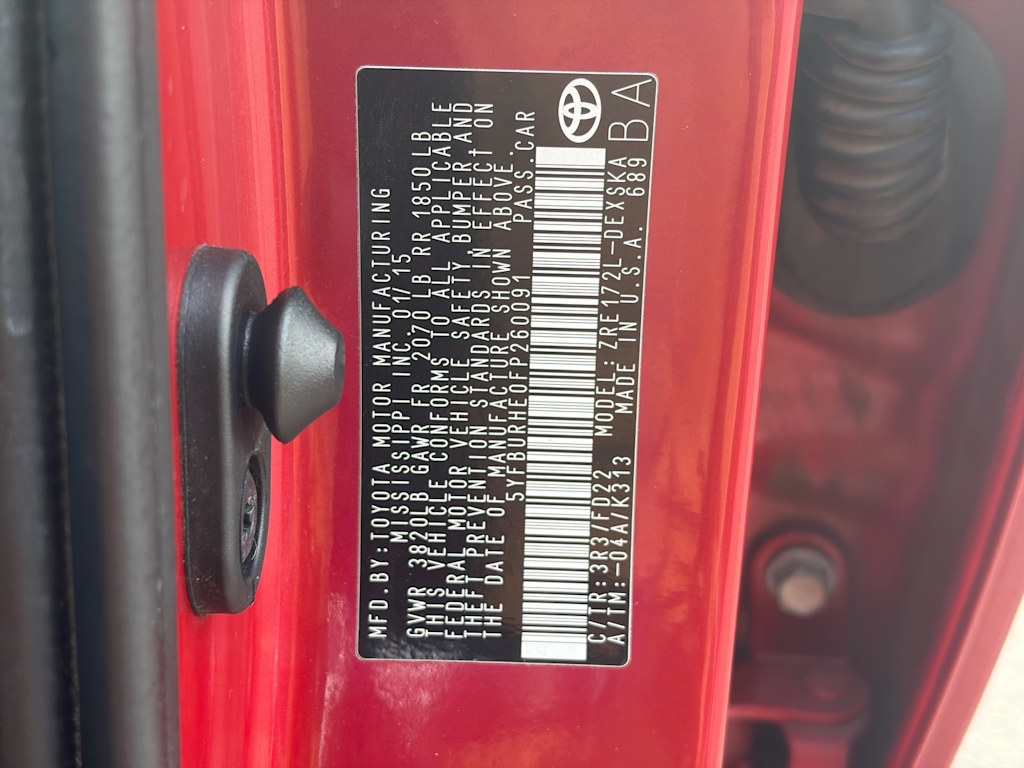 MFD.BY:TOYOTA MOTOR MANUFACTURING
MISSISSIPPI INC. 01/15
GVWR 3820LB GAWR FR 2070 LB RR 1850LB
THIS VEHICLE CONFORMS TO ALL APPLICABLE
FEDERAL MOTOR VEHICLE SAFETY, BUMPER AND
THEFT PREVENTION STANDARDS IN EFFECT ON
THE DATE OF MANUFACTURE SHOWN ABOVE.
5YFBURHE0FP260091 PASS.CAR
C/TR:3R3/FD22 MODEL:ZRE172L-DEXSKA
A/TM:-04A/K313 MADE IN U.S.A. 689
BA